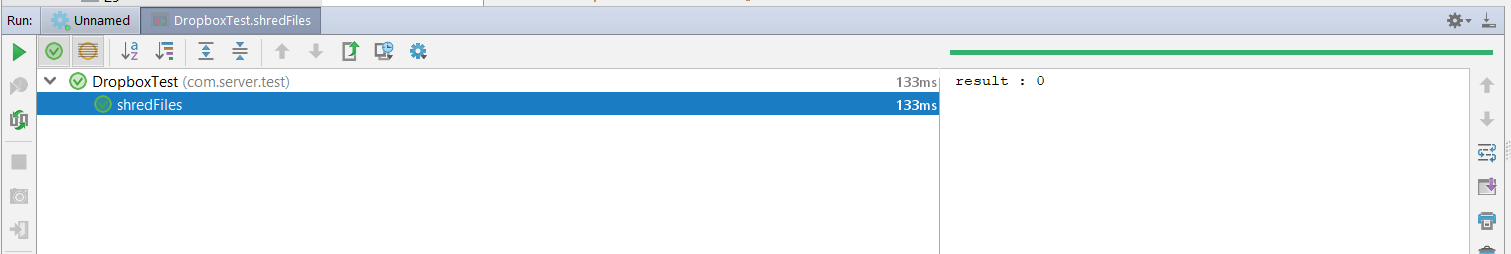 Run: Unnamed DropboxTest.shredFiles
DropboxTest (com.server.test) 133ms result : 0
shredFiles 133ms